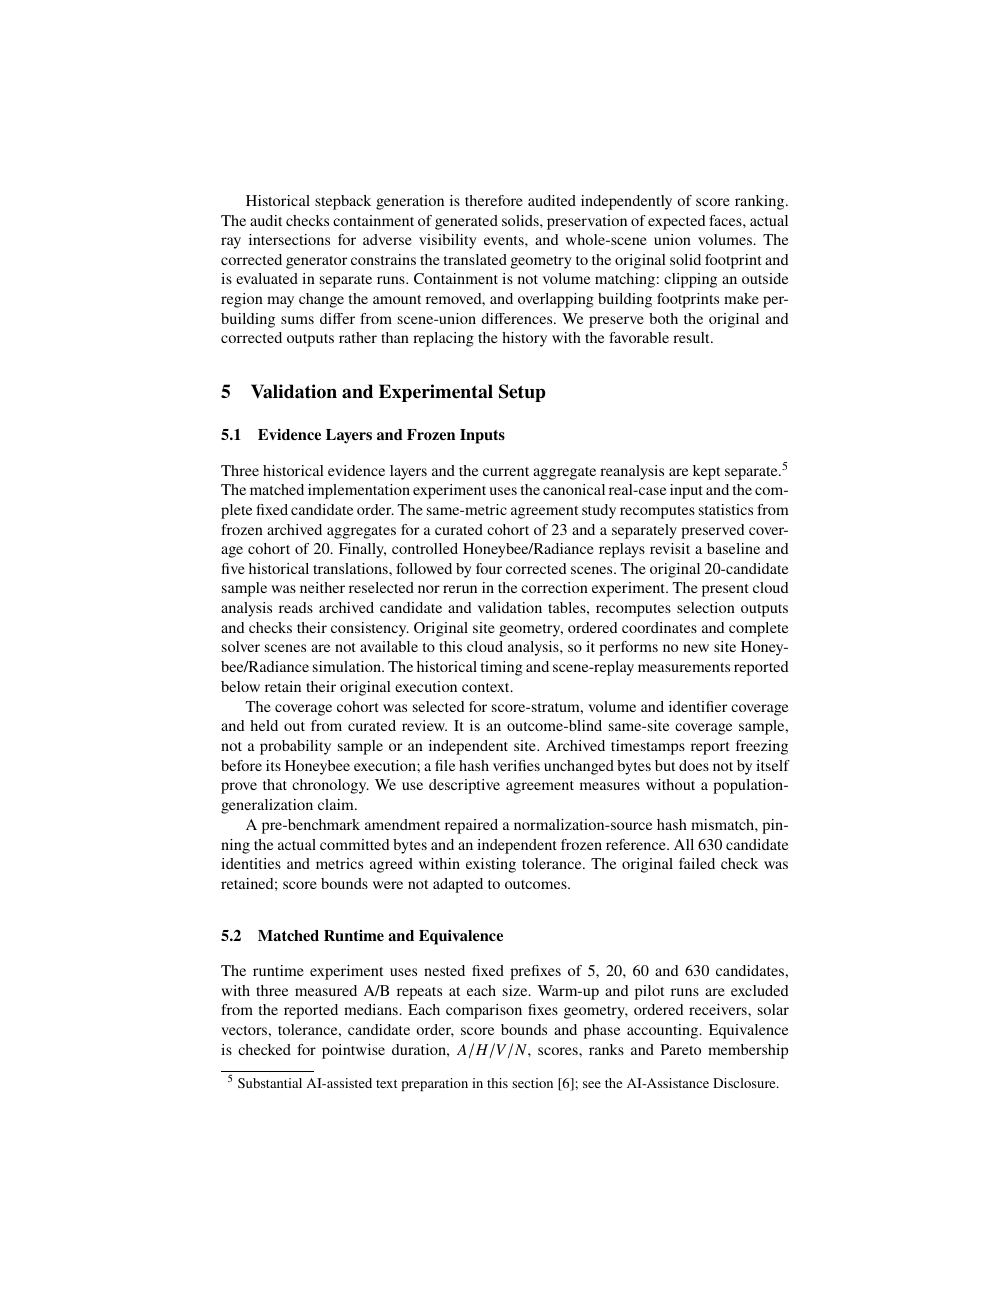 Historical stepback generation is therefore audited independently of score ranking.
The audit checks containment of generated solids, preservation of expected faces, actual
ray intersections for adverse visibility events, and whole-scene union volumes. The
corrected generator constrains the translated geometry to the original solid footprint and
is evaluated in separate runs. Containment is not volume matching: clipping an outside
region may change the amount removed, and overlapping building footprints make per-
building sums differ from scene-union differences. We preserve both the original and
corrected outputs rather than replacing the history with the favorable result.
5 Validation and Experimental Setup
5.1 Evidence Layers and Frozen Inputs
Three historical evidence layers and the current aggregate reanalysis are kept separate.5
The matched implementation experiment uses the canonical real-case input and the com-
plete fixed candidate order. The same-metric agreement study recomputes statistics from
frozen archived aggregates for a curated cohort of 23 and a separately preserved cover-
age cohort of 20. Finally, controlled Honeybee/Radiance replays revisit a baseline and
five historical translations, followed by four corrected scenes. The original 20-candidate
sample was neither reselected nor rerun in the correction experiment. The present cloud
analysis reads archived candidate and validation tables, recomputes selection outputs
and checks their consistency. Original site geometry, ordered coordinates and complete
solver scenes are not available to this cloud analysis, so it performs no new site Honey-
bee/Radiance simulation. The historical timing and scene-replay measurements reported
below retain their original execution context.
The coverage cohort was selected for score-stratum, volume and identifier coverage
and held out from curated review. It is an outcome-blind same-site coverage sample,
not a probability sample or an independent site. Archived timestamps report freezing
before its Honeybee execution; a file hash verifies unchanged bytes but does not by itself
prove that chronology. We use descriptive agreement measures without a population-
generalization claim.
A pre-benchmark amendment repaired a normalization-source hash mismatch, pin-
ning the actual committed bytes and an independent frozen reference. All 630 candidate
identities and metrics agreed within existing tolerance. The original failed check was
retained; score bounds were not adapted to outcomes.
5.2 Matched Runtime and Equivalence
The runtime experiment uses nested fixed prefixes of 5, 20, 60 and 630 candidates,
with three measured A/B repeats at each size. Warm-up and pilot runs are excluded
from the reported medians. Each comparison fixes geometry, ordered receivers, solar
vectors, tolerance, candidate order, score bounds and phase accounting. Equivalence
is checked for pointwise duration, A/H/V/N, scores, ranks and Pareto membership
5 Substantial AI-assisted text preparation in this section [6]; see the AI-Assistance Disclosure.